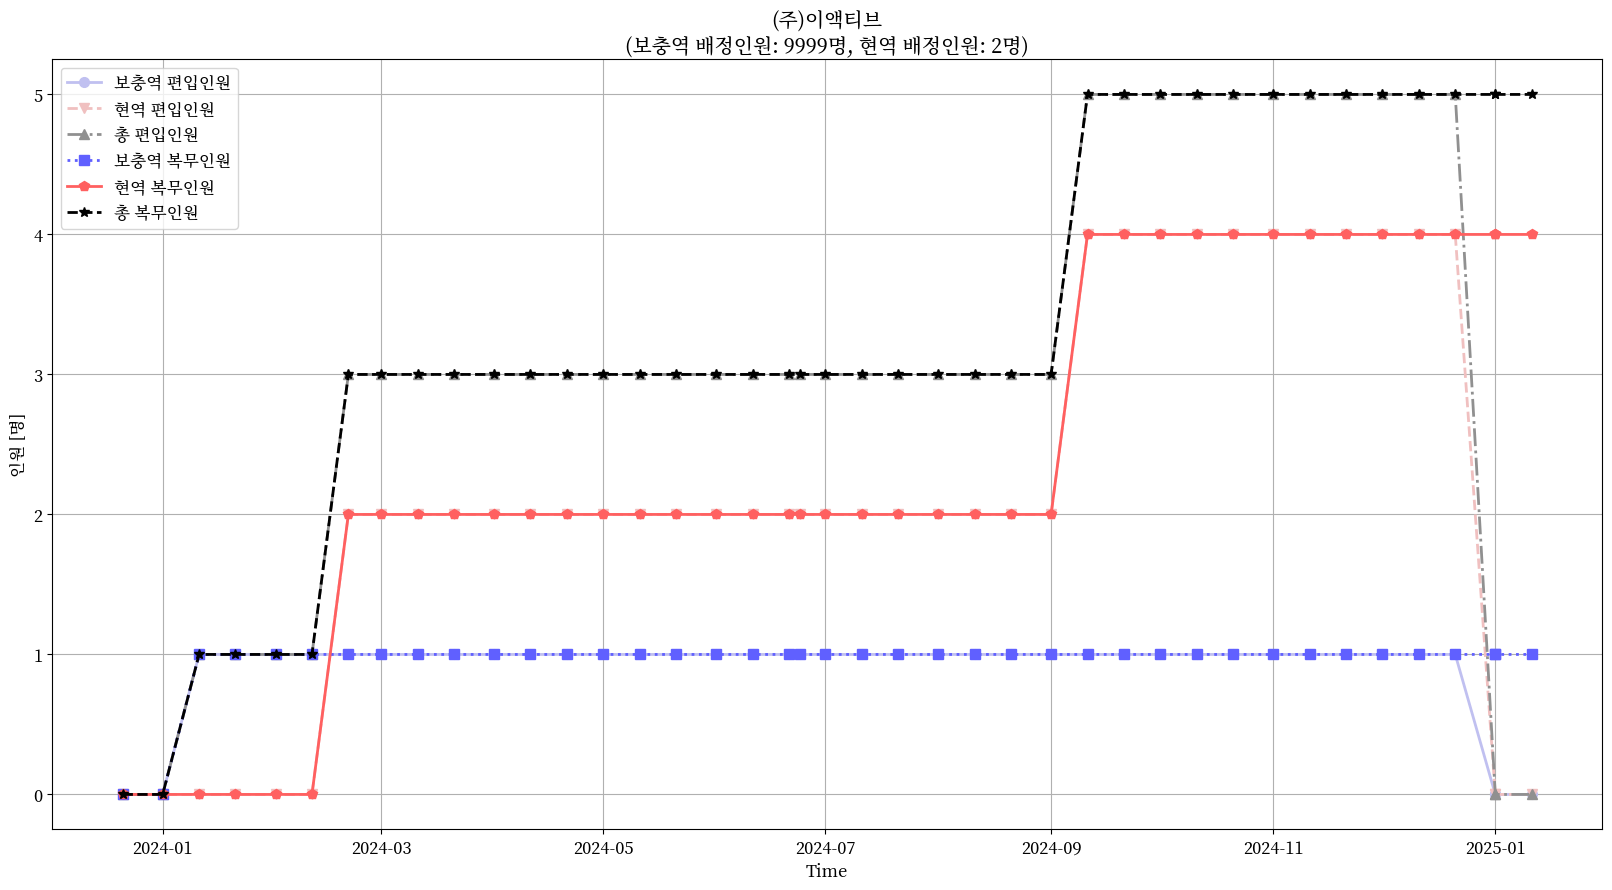 (주)이액티브
(보충역 배정인원: 9999명, 현역 배정인원: 2명)
보충역 편입인원
현역 편입인원
총 편입인원
보충역 복무인원
현역 복무인원
총 복무인원
인원 [명]
5
4
3
2
1
0
2024-01
2024-03
2024-05
2024-07
2024-09
2024-11
2025-01
Time